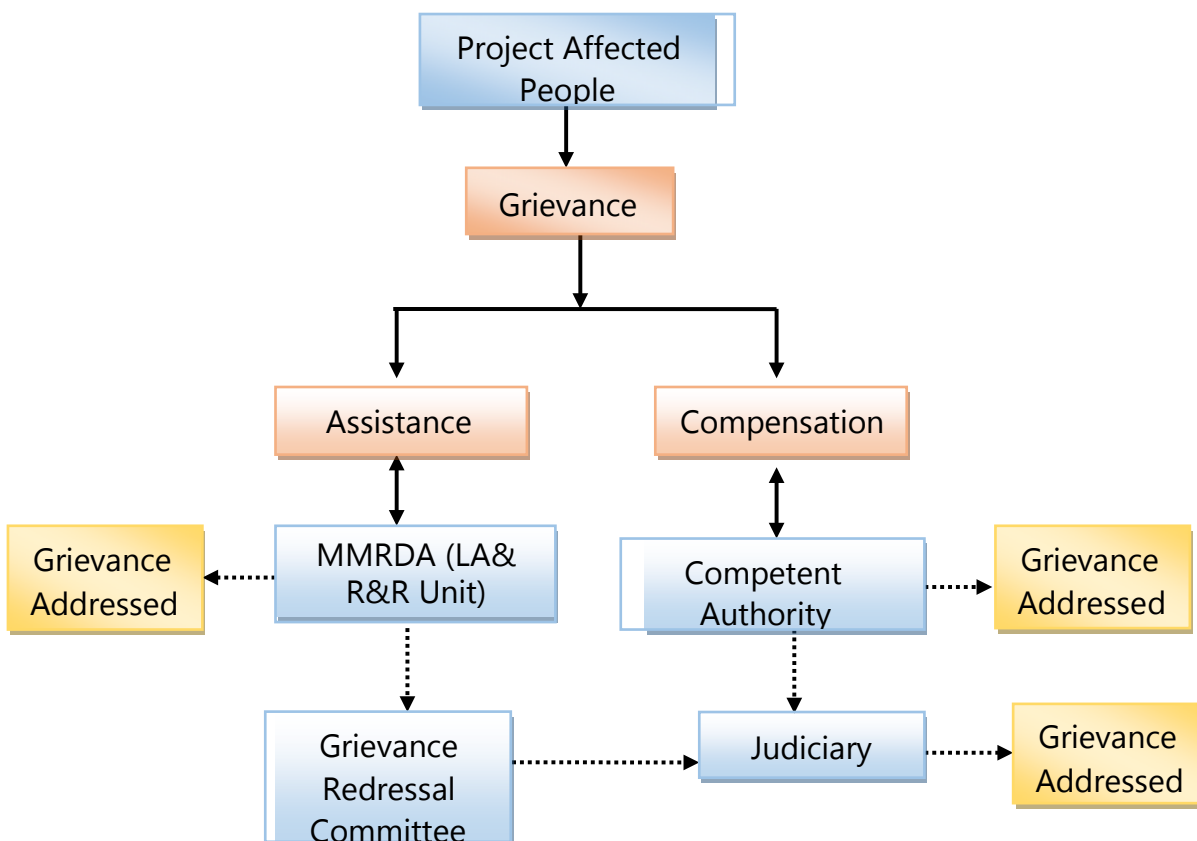 Project Affected
People
Grievance
Assistance
Compensation
Grievance
Addressed
MMRDA (LA&
R&R Unit)
Competent
Authority
Grievance
Addressed
Grievance
Redressal
Committee
Judiciary
Grievance
Addressed